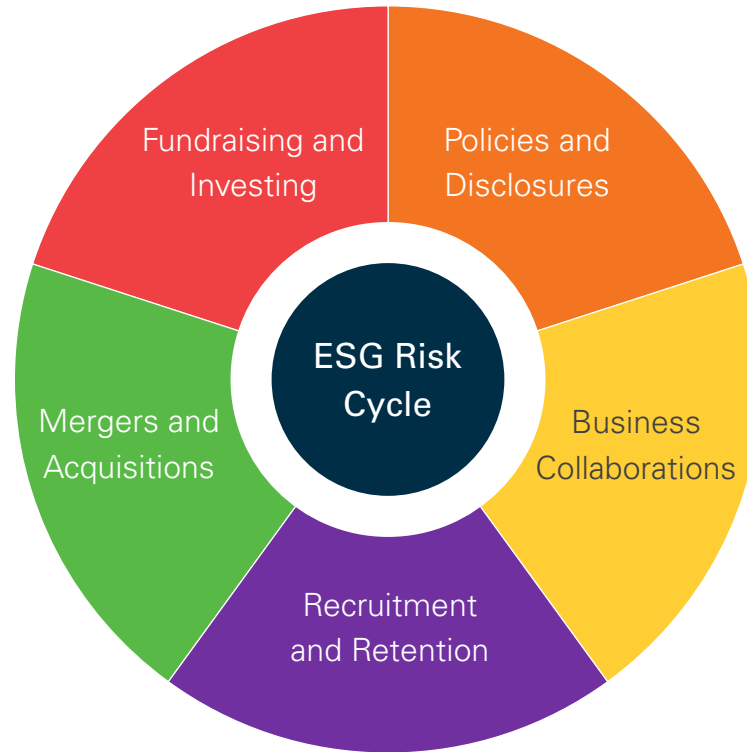 Fundraising and
Investing
Policies and
Disclosures
ESG Risk
Cycle
Mergers and
Acquisitions
Business
Collaborations
Recruitment
and Retention